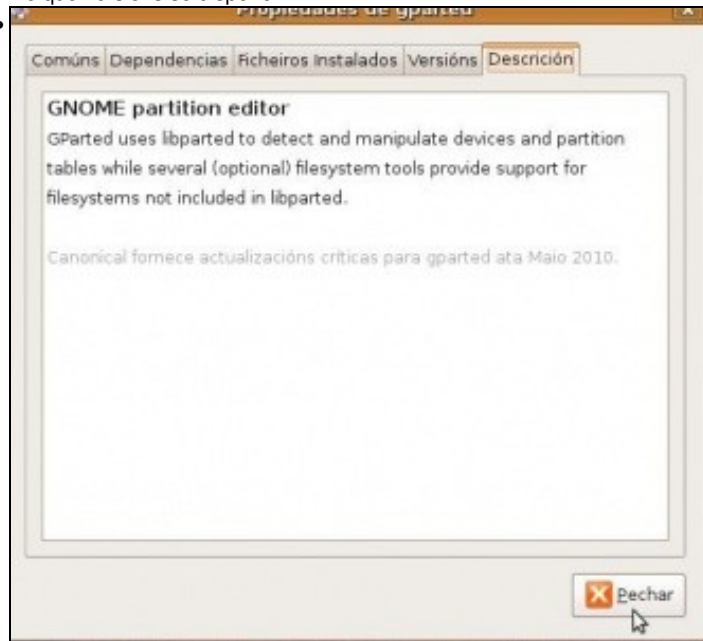 Propiedades de gparted
Comúns Dependencias Ficheiros Instalados Versións Descrición
GNOME partition editor
GParted uses libparted to detect and manipulate devices and partition
tables while several (optional) filesystem tools provide support for
filesystems not included in libparted.
Canonical fornece actualizacións críticas para gparted ata Maio 2010.
Pechar